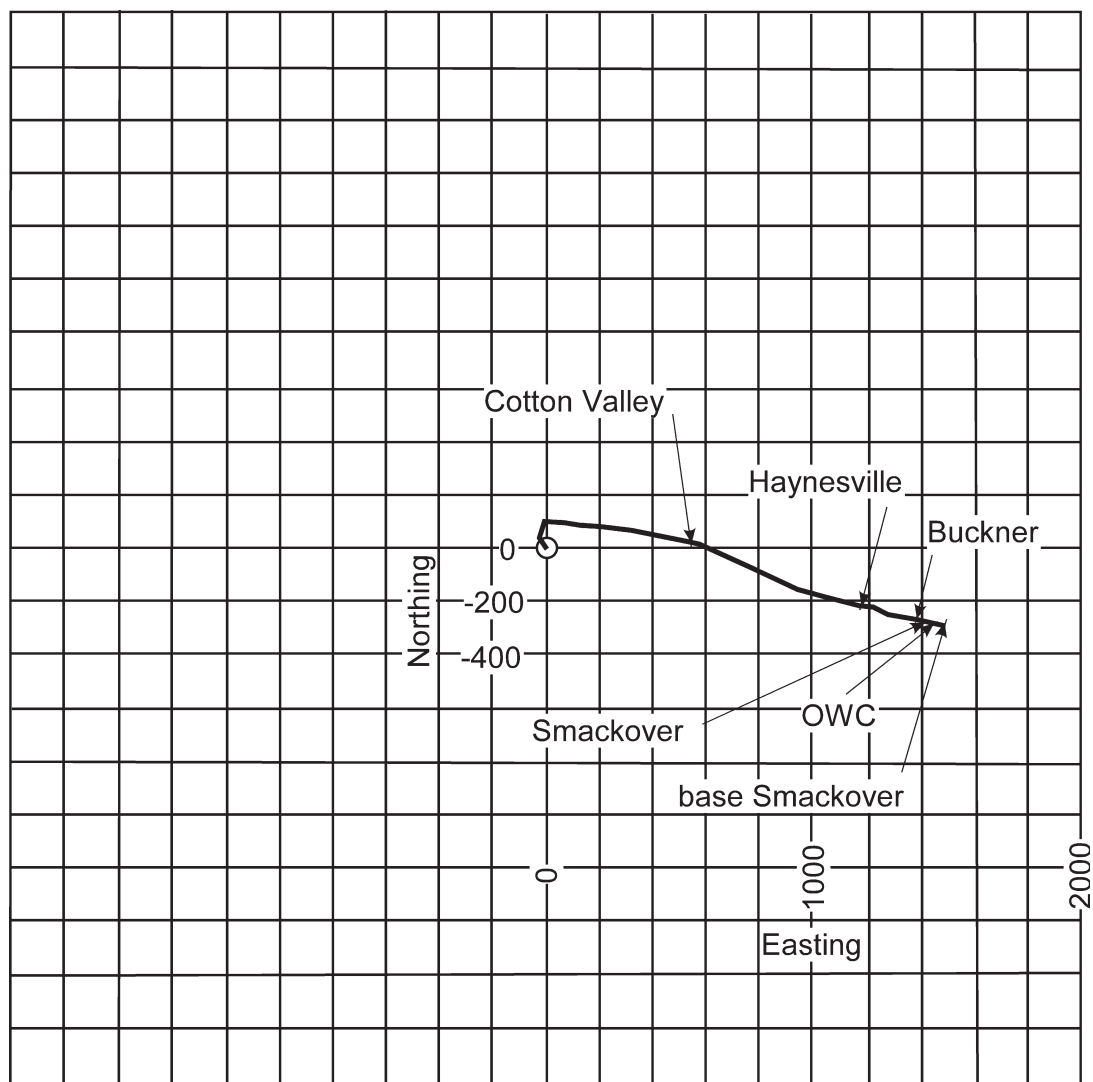 Cotton Valley
Haynesville
Buckner
0
-200
-400
Northing
OWC
Smackover
base Smackover
0
1000
2000
Easting